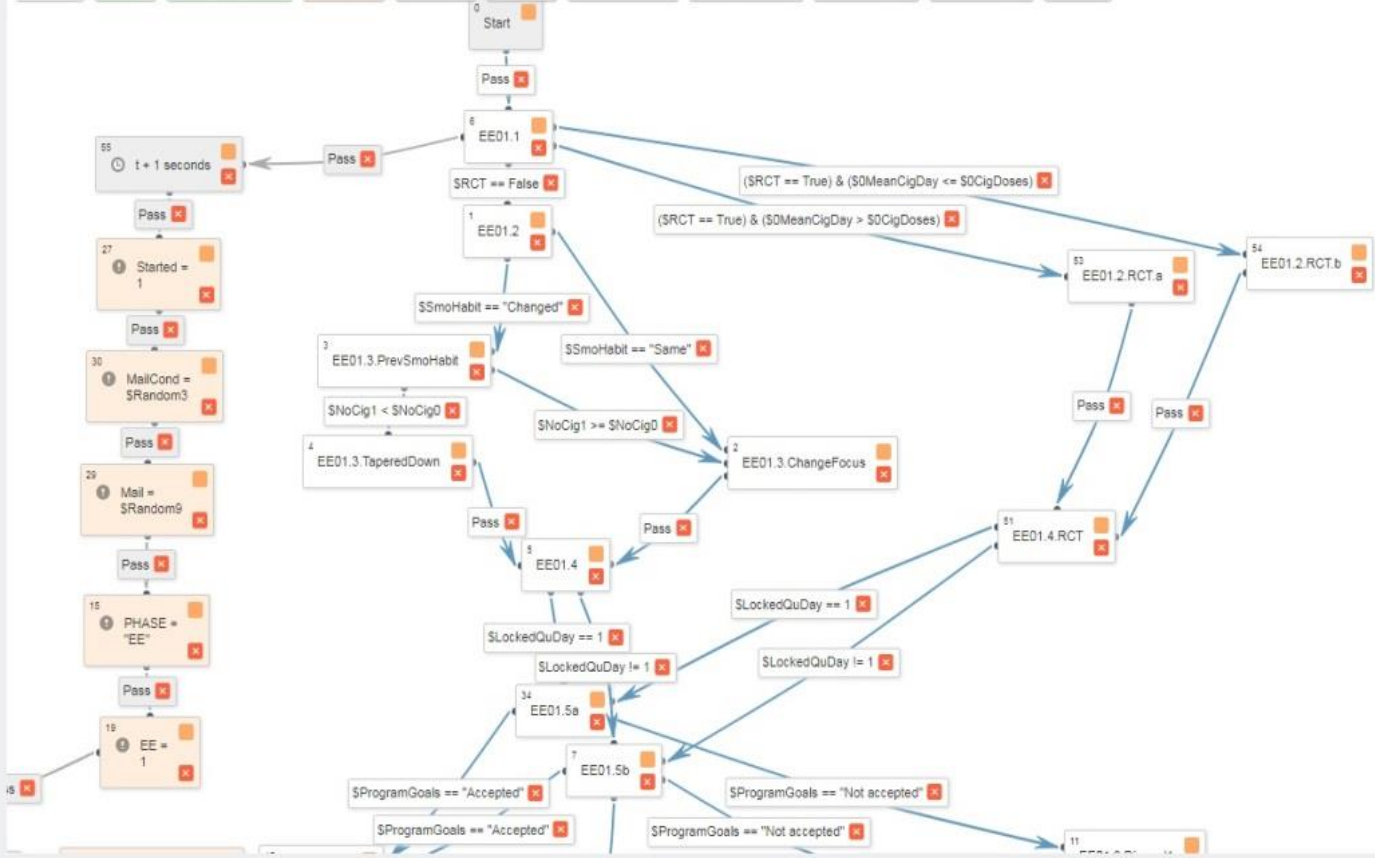 0
Start
Pass
6
EE01.1
55
t + 1 seconds
Pass
$RCT == False
($RCT == True) & ($0MeanCigDay <= $0CigDoses)
($RCT == True) & ($0MeanCigDay > $0CigDoses)
Pass
1
EE01.2
27
Started =
1
53
EE01.2.RCT.a
54
EE01.2.RCT.b
$SmoHabit == "Changed"
Pass
3
EE01.3.PrevSmoHabit
$SmoHabit == "Same"
30
MailCond =
$Random3
$NoCig1 < $NoCig0
$NoCig1 >= $NoCig0
Pass
Pass
Pass
4
EE01.3.TaperedDown
2
EE01.3.ChangeFocus
29
Mail =
$Random9
Pass
Pass
51
EE01.4.RCT
Pass
5
EE01.4
15
PHASE =
"EE"
$LockedQuDay == 1
$LockedQuDay == 1
$LockedQuDay != 1
$LockedQuDay != 1
Pass
34
EE01.5a
19
EE =
1
7
EE01.5b
$ProgramGoals == "Accepted"
$ProgramGoals == "Not accepted"
$ProgramGoals == "Accepted"
$ProgramGoals == "Not accepted"
11